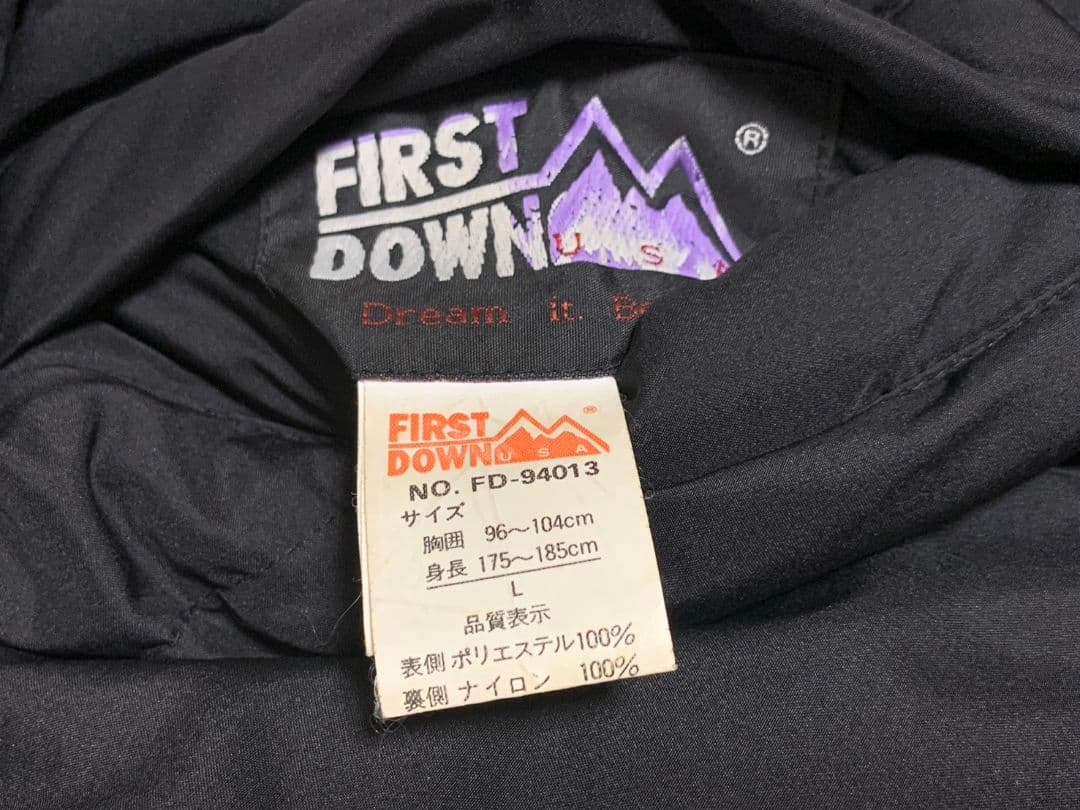 FIRST
DOWN
U S
®
Dream it.
FIRST
DOWN
USA
®
NO. FD-94013
サイズ
胸囲 96〜104cm
身長 175〜185cm
L
品質表示
表側 ポリエステル100%
裏側 ナイロン 100%